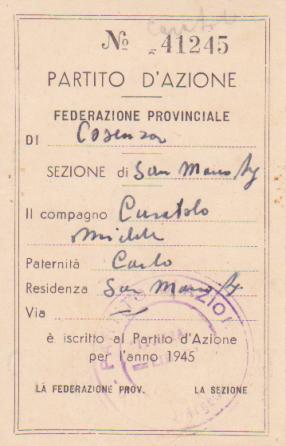 Nº 41245
PARTITO D'AZIONE
FEDERAZIONE PROVINCIALE
DI Cosenza
SEZIONE di San Marco Arg
Il compagno Curatolo
Michele
Paternità Carlo
Residenza San Marco A.
Via —
è iscritto al Partito d'Azione
per l'anno 1945
LA FEDERAZIONE PROV. LA SEZIONE